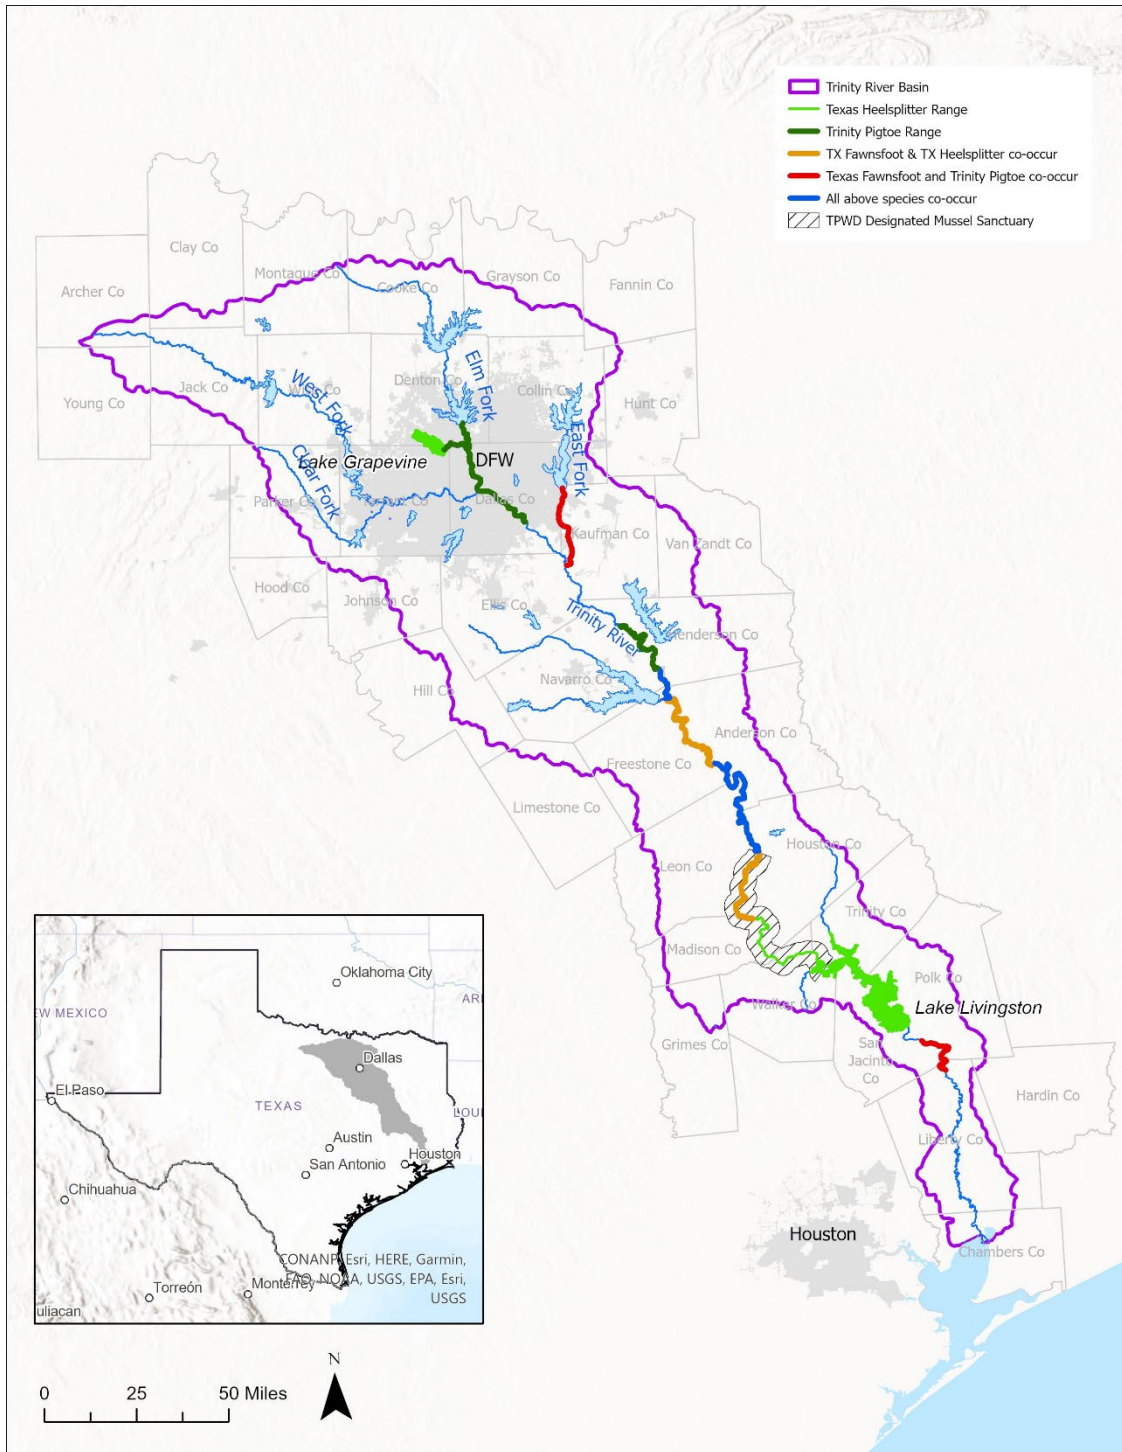 Trinity River Basin
Texas Heelsplitter Range
Trinity Pigtoe Range
TX Fawnsfoot & TX Heelsplitter co-occur
Texas Fawnsfoot and Trinity Pigtoe co-occur
All above species co-occur
TPWD Designated Mussel Sanctuary
Clay Co
Montague Co
Cooke Co
Grayson Co
Fannin Co
Archer Co
Young Co
Jack Co
West Fork
Denton Co
Elm Fork
Collin Co
Hunt Co
Clear Fork
Lake Grapevine
DFW
East Fork
Parker Co
Tarrant Co
Dallas Co
Kaufman Co
Van Zandt Co
Hood Co
Johnson Co
Ellis Co
Trinity River
Henderson Co
Hill Co
Navarro Co
Anderson Co
Freestone Co
Limestone Co
Houston Co
Leon Co
Trinity Co
Madison Co
Polk Co
Walker Co
Lake Livingston
Grimes Co
San
Jacinto
Co
Hardin Co
Liberty Co
Houston
Chambers Co
Oklahoma City
EW MEXICO
ARK
Dallas
El Paso
TEXAS
LOUI
Austin
San Antonio
Houston
Chihuahua
CONANP, Esri, HERE, Garmin,
FAO, NOAA, USGS, EPA, Esri,
USGS
Torreón
Monterrey
uliacan
N
0 25 50 Miles